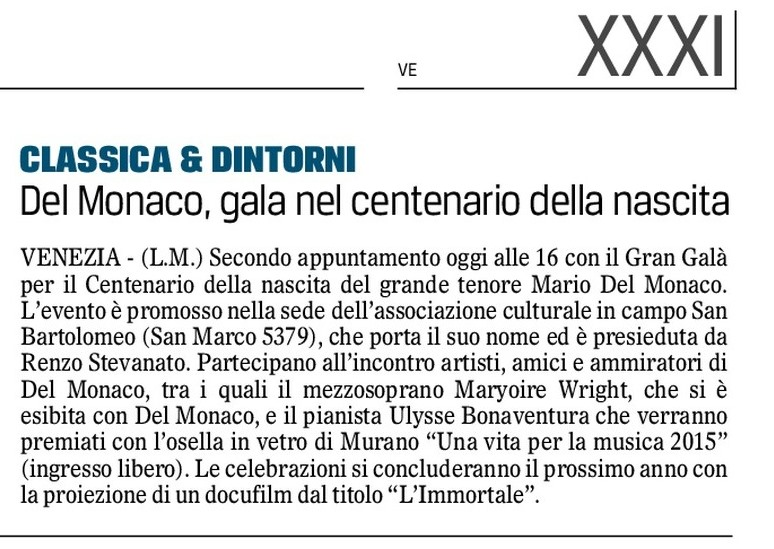 XXXI
VE
CLASSICA & DINTORNI
Del Monaco, gala nel centenario della nascita
VENEZIA - (L.M.) Secondo appuntamento oggi alle 16 con il Gran Galà
per il Centenario della nascita del grande tenore Mario Del Monaco.
L'evento è promosso nella sede dell'associazione culturale in campo San
Bartolomeo (San Marco 5379), che porta il suo nome ed è presieduta da
Renzo Stevanato. Partecipano all'incontro artisti, amici e ammiratori di
Del Monaco, tra i quali il mezzosoprano Maryoire Wright, che si è
esibita con Del Monaco, e il pianista Ulysse Bonaventura che verranno
premiati con l'osella in vetro di Murano “Una vita per la musica 2015”
(ingresso libero). Le celebrazioni si concluderanno il prossimo anno con
la proiezione di un docufilm dal titolo “L'Immortale”.